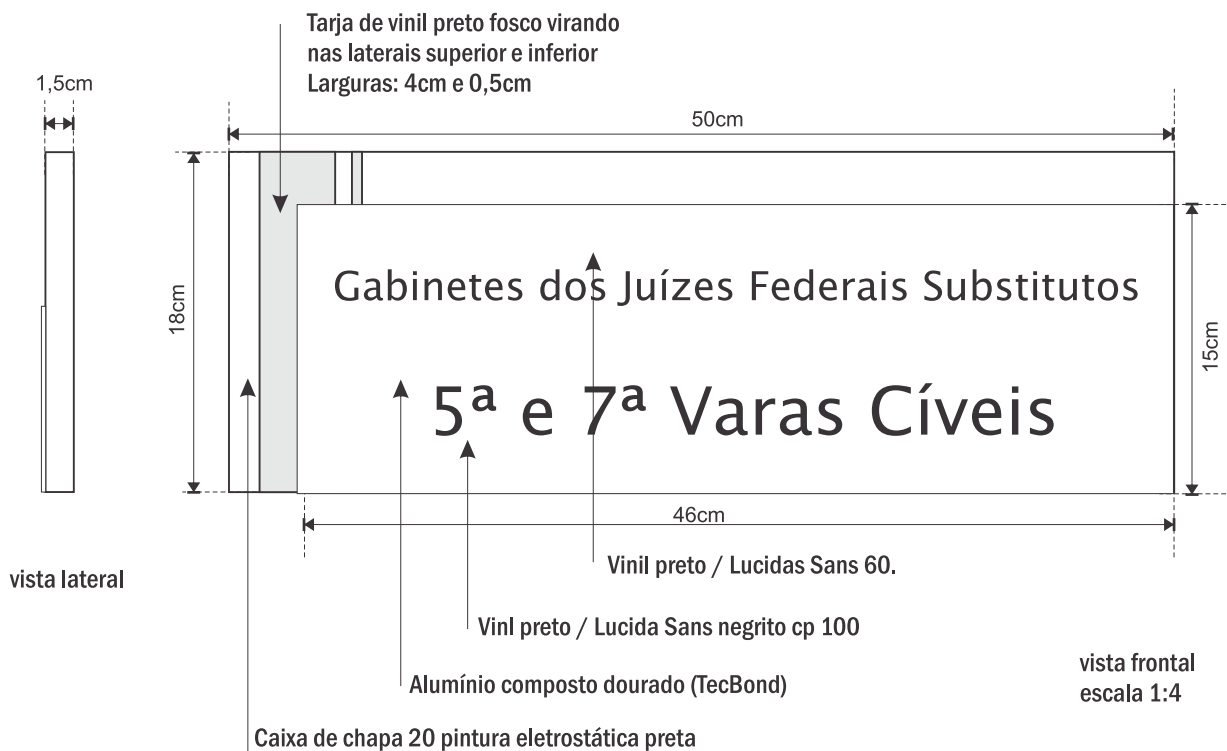 Tarja de vinil preto fosco virando
nas laterais superior e inferior
Larguras: 4cm e 0,5cm
1,5cm
50cm
18cm
15cm
Gabinetes dos Juízes Federais Substitutos
5ª e 7ª Varas Cíveis
46cm
vista lateral
Vinil preto / Lucidas Sans 60.
Vinl preto / Lucida Sans negrito cp 100
Alumínio composto dourado (TecBond)
vista frontal
escala 1:4
Caixa de chapa 20 pintura eletrostática preta